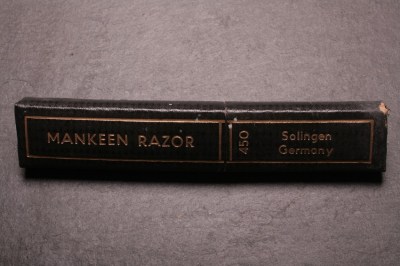 MANKEEN RAZOR
450
Solingen
Germany